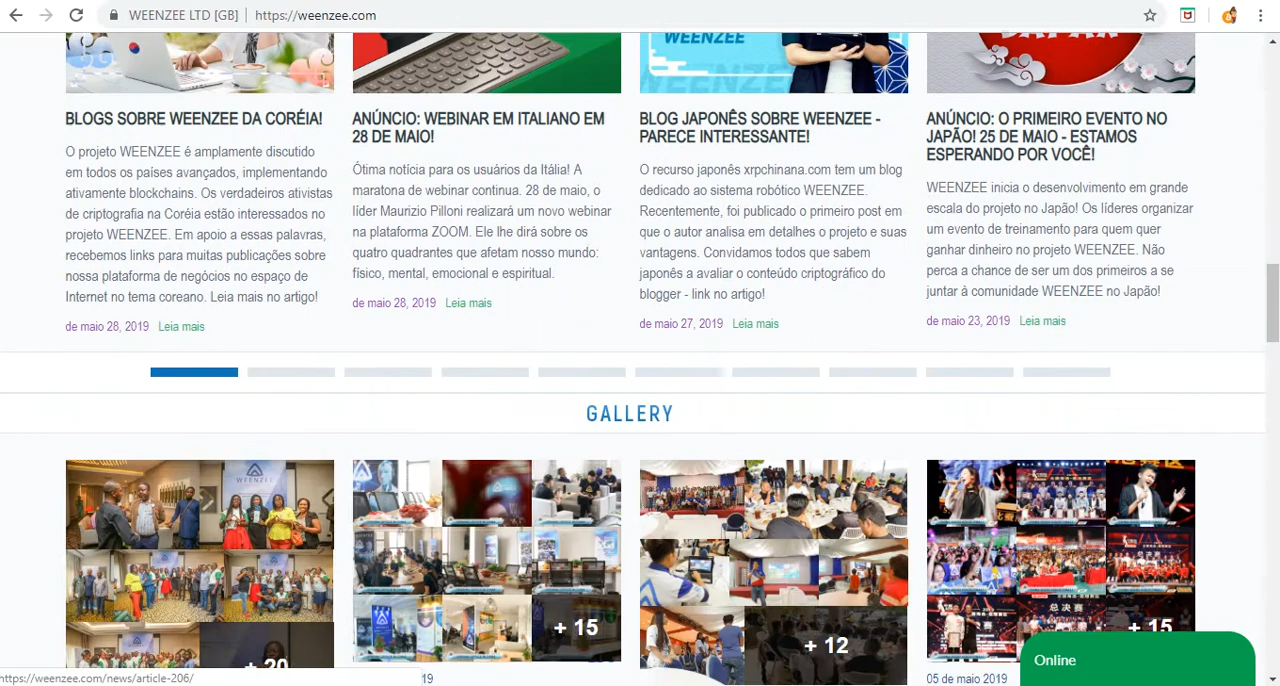 WEENZEE LTD [GB]
https://weenzee.com
WEENZEE
BLOGS SOBRE WEENZEE DA CORÉIA!
O projeto WEENZEE é amplamente discutido
em todos os países avançados, implementando
ativamente blockchains. Os verdadeiros ativistas
de criptografia na Coréia estão interessados no
projeto WEENZEE. Em apoio a essas palavras,
recebemos links para muitas publicações sobre
nossa plataforma de negócios no espaço de
Internet no tema coreano. Leia mais no artigo!
de maio 28, 2019 Leia mais
ANÚNCIO: WEBINAR EM ITALIANO EM
28 DE MAIO!
Ótima notícia para os usuários da Itália! A
maratona de webinar continua. 28 de maio, o
líder Maurizio Pilloni realizará um novo webinar
na plataforma ZOOM. Ele lhe dirá sobre os
quatro quadrantes que afetam nosso mundo:
físico, mental, emocional e espiritual.
de maio 28, 2019 Leia mais
BLOG JAPONÊS SOBRE WEENZEE -
PARECE INTERESSANTE!
O recurso japonês xrpchinana.com tem um blog
dedicado ao sistema robótico WEENZEE.
Recentemente, foi publicado o primeiro post em
que o autor analisa em detalhes o projeto e suas
vantagens. Convidamos todos que sabem
japonês a avaliar o conteúdo criptográfico do
blogger - link no artigo!
de maio 27, 2019 Leia mais
ANÚNCIO: O PRIMEIRO EVENTO NO
JAPÃO! 25 DE MAIO - ESTAMOS
ESPERANDO POR VOCÊ!
WEENZEE inicia o desenvolvimento em grande
escala do projeto no Japão! Os líderes organizar
um evento de treinamento para quem quer
ganhar dinheiro no projeto WEENZEE. Não
perca a chance de ser um dos primeiros a se
juntar à comunidade WEENZEE no Japão!
de maio 23, 2019 Leia mais
GALLERY
WEENZEE
+ 20
+ 15
+ 12
总决赛
+ 15
Online
https://weenzee.com/news/article-206/
19
05 de maio 2019